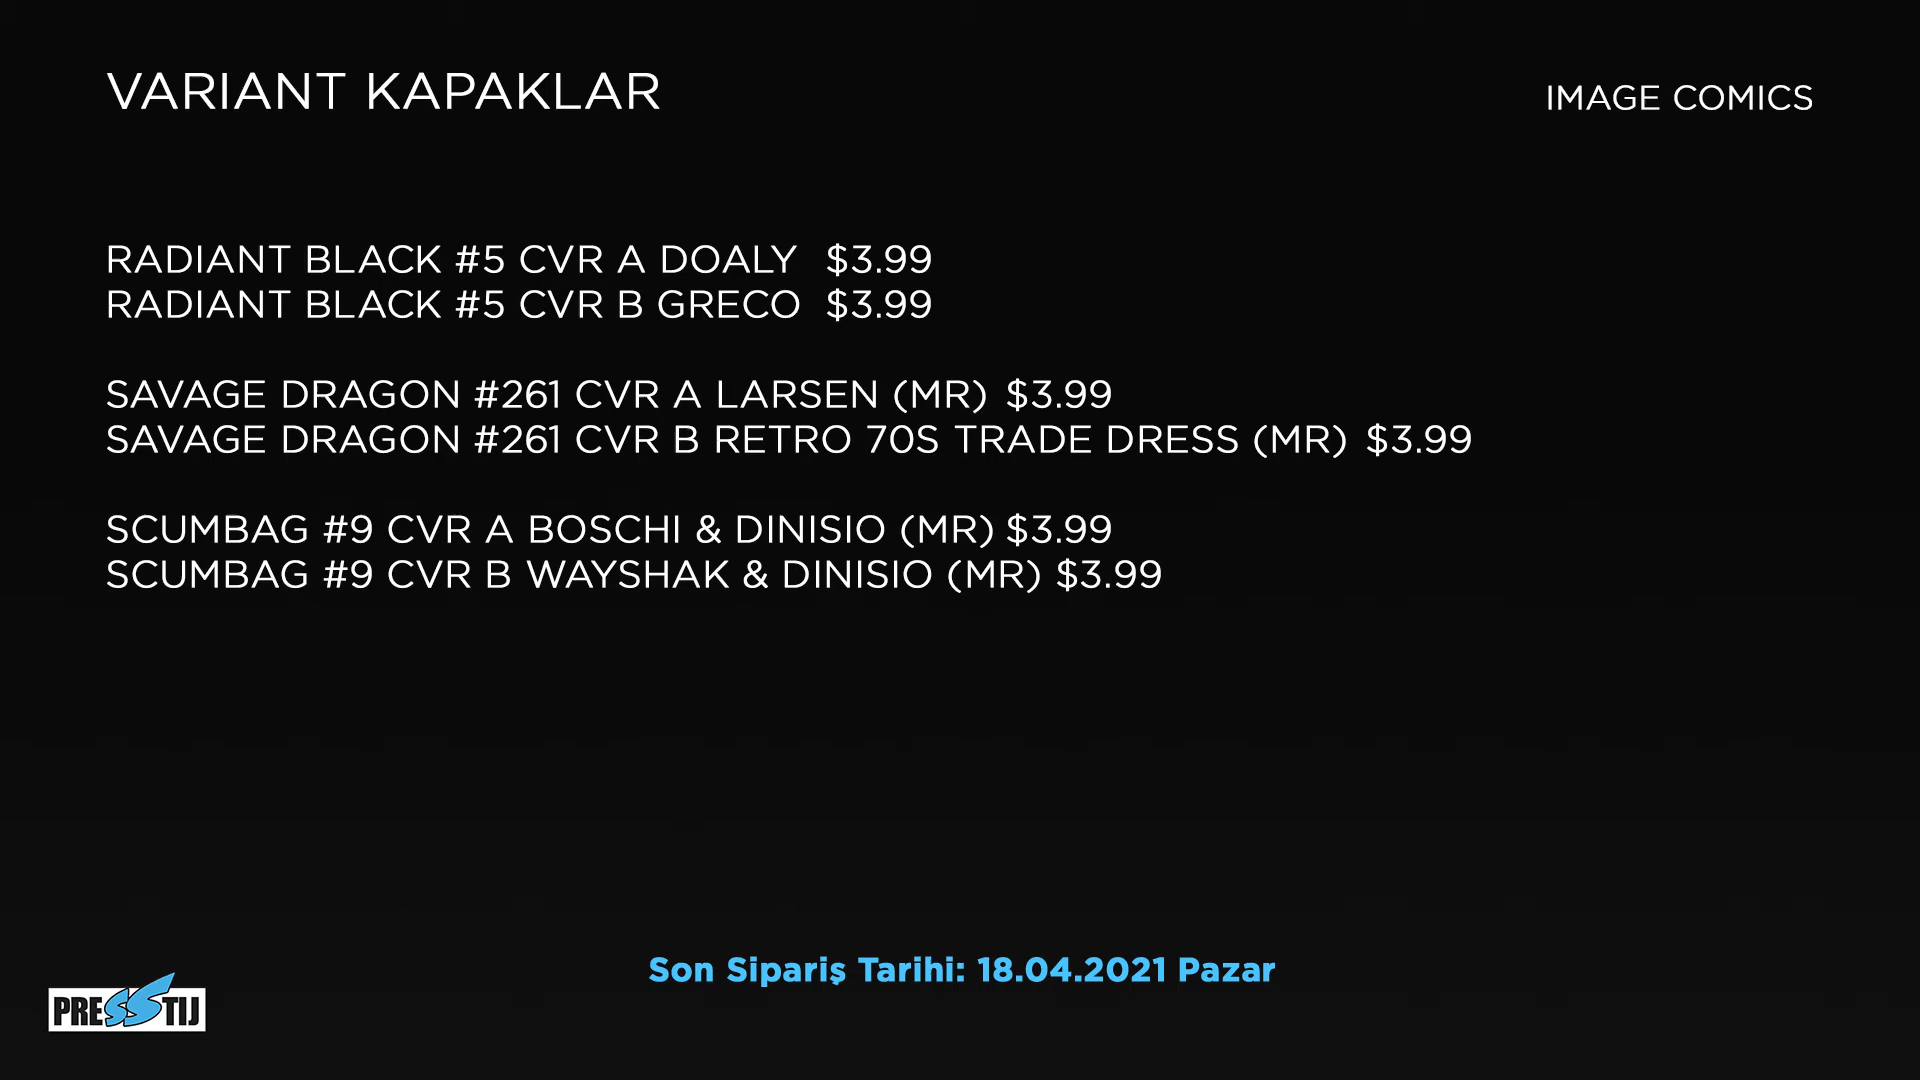 VARIANT KAPAKLAR
IMAGE COMICS
RADIANT BLACK #5 CVR A DOALY $3.99
RADIANT BLACK #5 CVR B GRECO $3.99
SAVAGE DRAGON #261 CVR A LARSEN (MR) $3.99
SAVAGE DRAGON #261 CVR B RETRO 70S TRADE DRESS (MR) $3.99
SCUMBAG #9 CVR A BOSCHI & DINISIO (MR) $3.99
SCUMBAG #9 CVR B WAYSHAK & DINISIO (MR) $3.99
Son Sipariş Tarihi: 18.04.2021 Pazar
PRESSTIJ